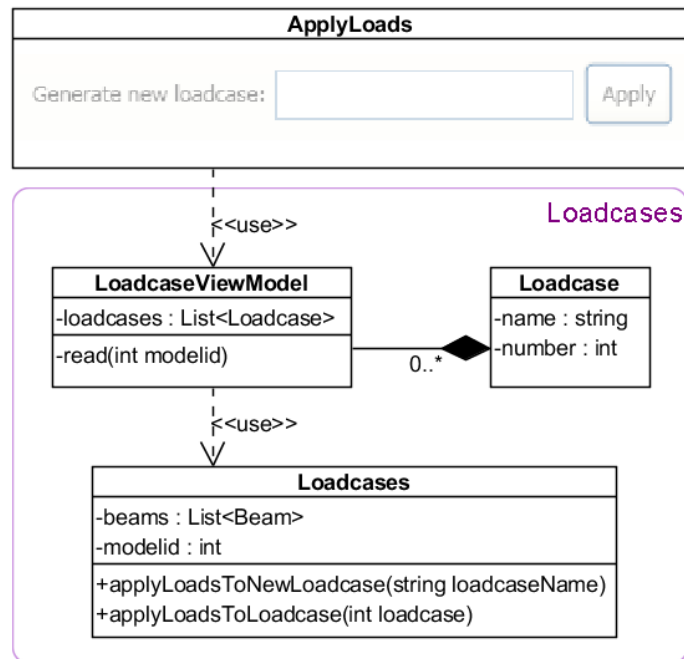 ApplyLoads
Generate new loadcase:
Apply
Loadcases
<<use>>
LoadcaseViewModel
-loadcases : List<Loadcase>
-read(int modelid)
Loadcase
-name : string
-number : int
0..*
<<use>>
Loadcases
-beams : List<Beam>
-modelid : int
+applyLoadsToNewLoadcase(string loadcaseName)
+applyLoadsToLoadcase(int loadcase)